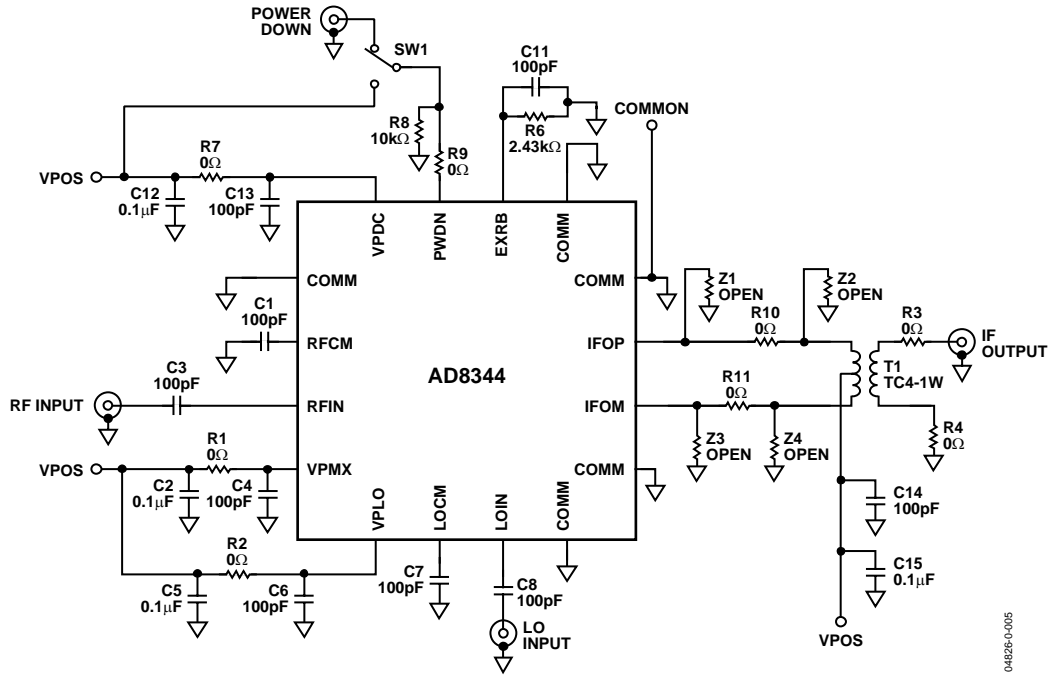 POWER
DOWN
SW1
C11
100pF
COMMON
R8
10kΩ
R6
2.43kΩ
R9
0Ω
R7
0Ω
VPOS
C12
0.1μF
C13
100pF
VPDC
PWDN
EXRB
COMM
COMM
COMM
Z1
OPEN
Z2
OPEN
C1
100pF
R10
0Ω
R3
0Ω
IF
OUTPUT
RFCM
IFOP
T1
TC4-1W
AD8344
C3
100pF
R11
0Ω
RF INPUT
RFIN
IFOM
R1
0Ω
Z3
OPEN
Z4
OPEN
R4
0Ω
VPOS
VPMX
COMM
C2
0.1μF
C4
100pF
VPLO
LOCM
LOIN
COMM
C14
100pF
R2
0Ω
C5
0.1μF
C6
100pF
C7
100pF
C8
100pF
C15
0.1μF
LO
INPUT
VPOS
04826-0-005